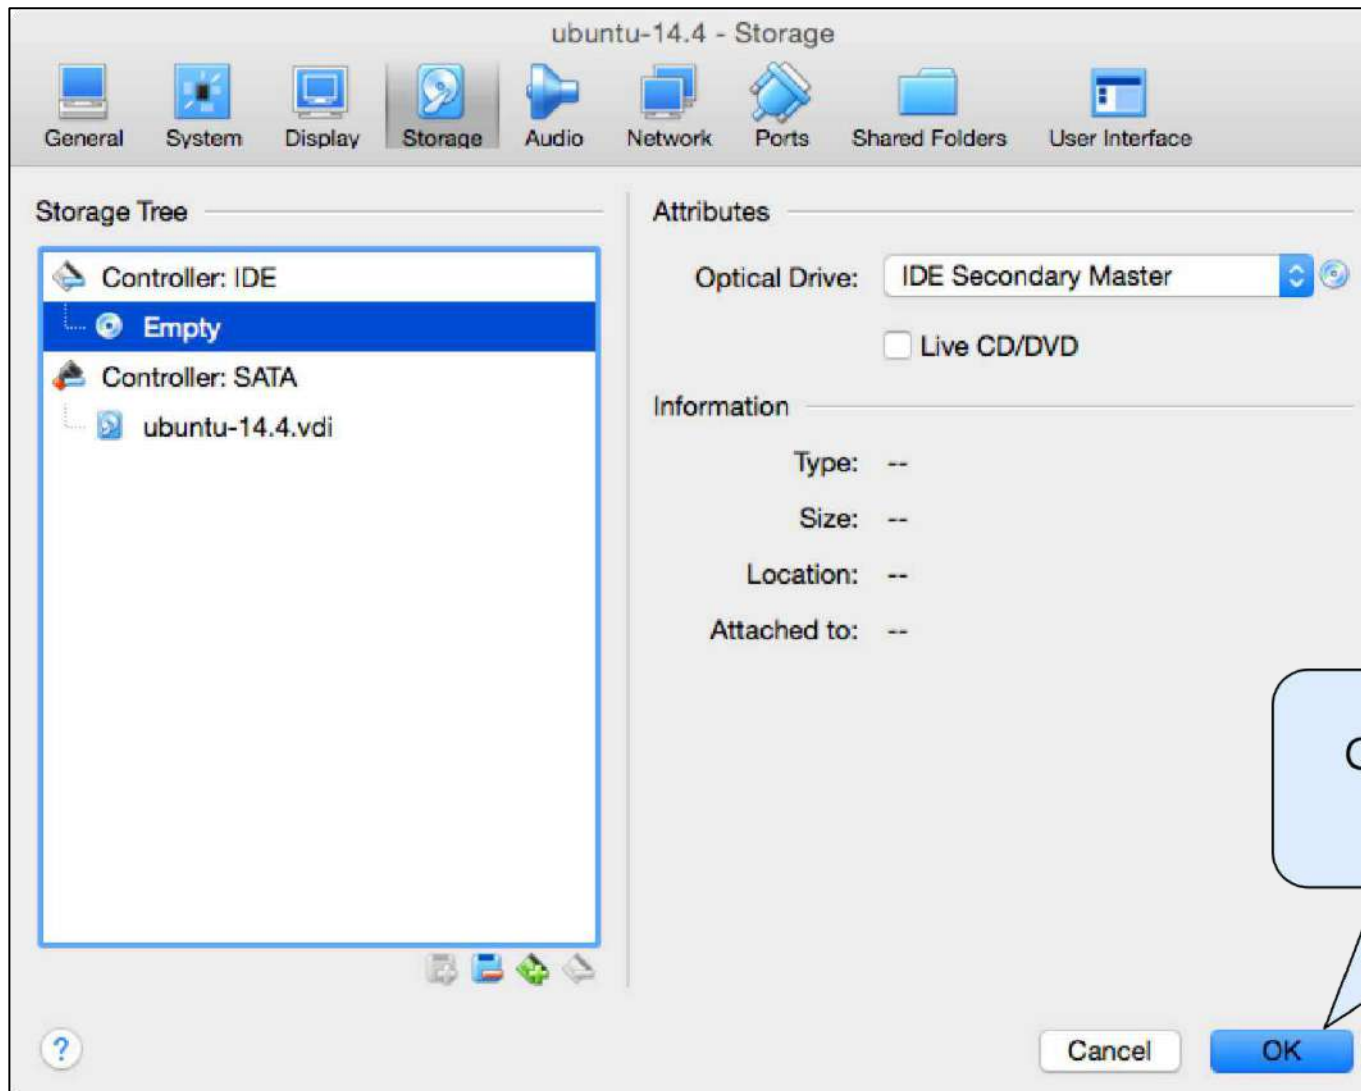 ubuntu-14.4 - Storage
General System Display Storage Audio Network Ports Shared Folders User Interface
Storage Tree
Controller: IDE
Empty
Controller: SATA
ubuntu-14.4.vdi
Attributes
Optical Drive: IDE Secondary Master
Live CD/DVD
Information
Type: --
Size: --
Location: --
Attached to: --
?
Cancel OK